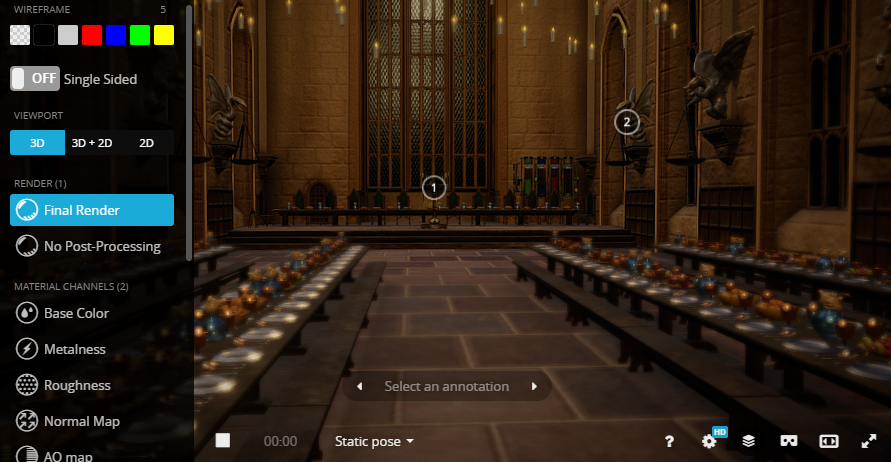 WIREFRAME 5
OFF Single Sided
VIEWPORT
3D 3D + 2D 2D
RENDER (1)
Final Render
No Post-Processing
MATERIAL CHANNELS (2)
Base Color
Metalness
Roughness
Normal Map
AO map
1
2
Select an annotation
00:00 Static pose ? HD